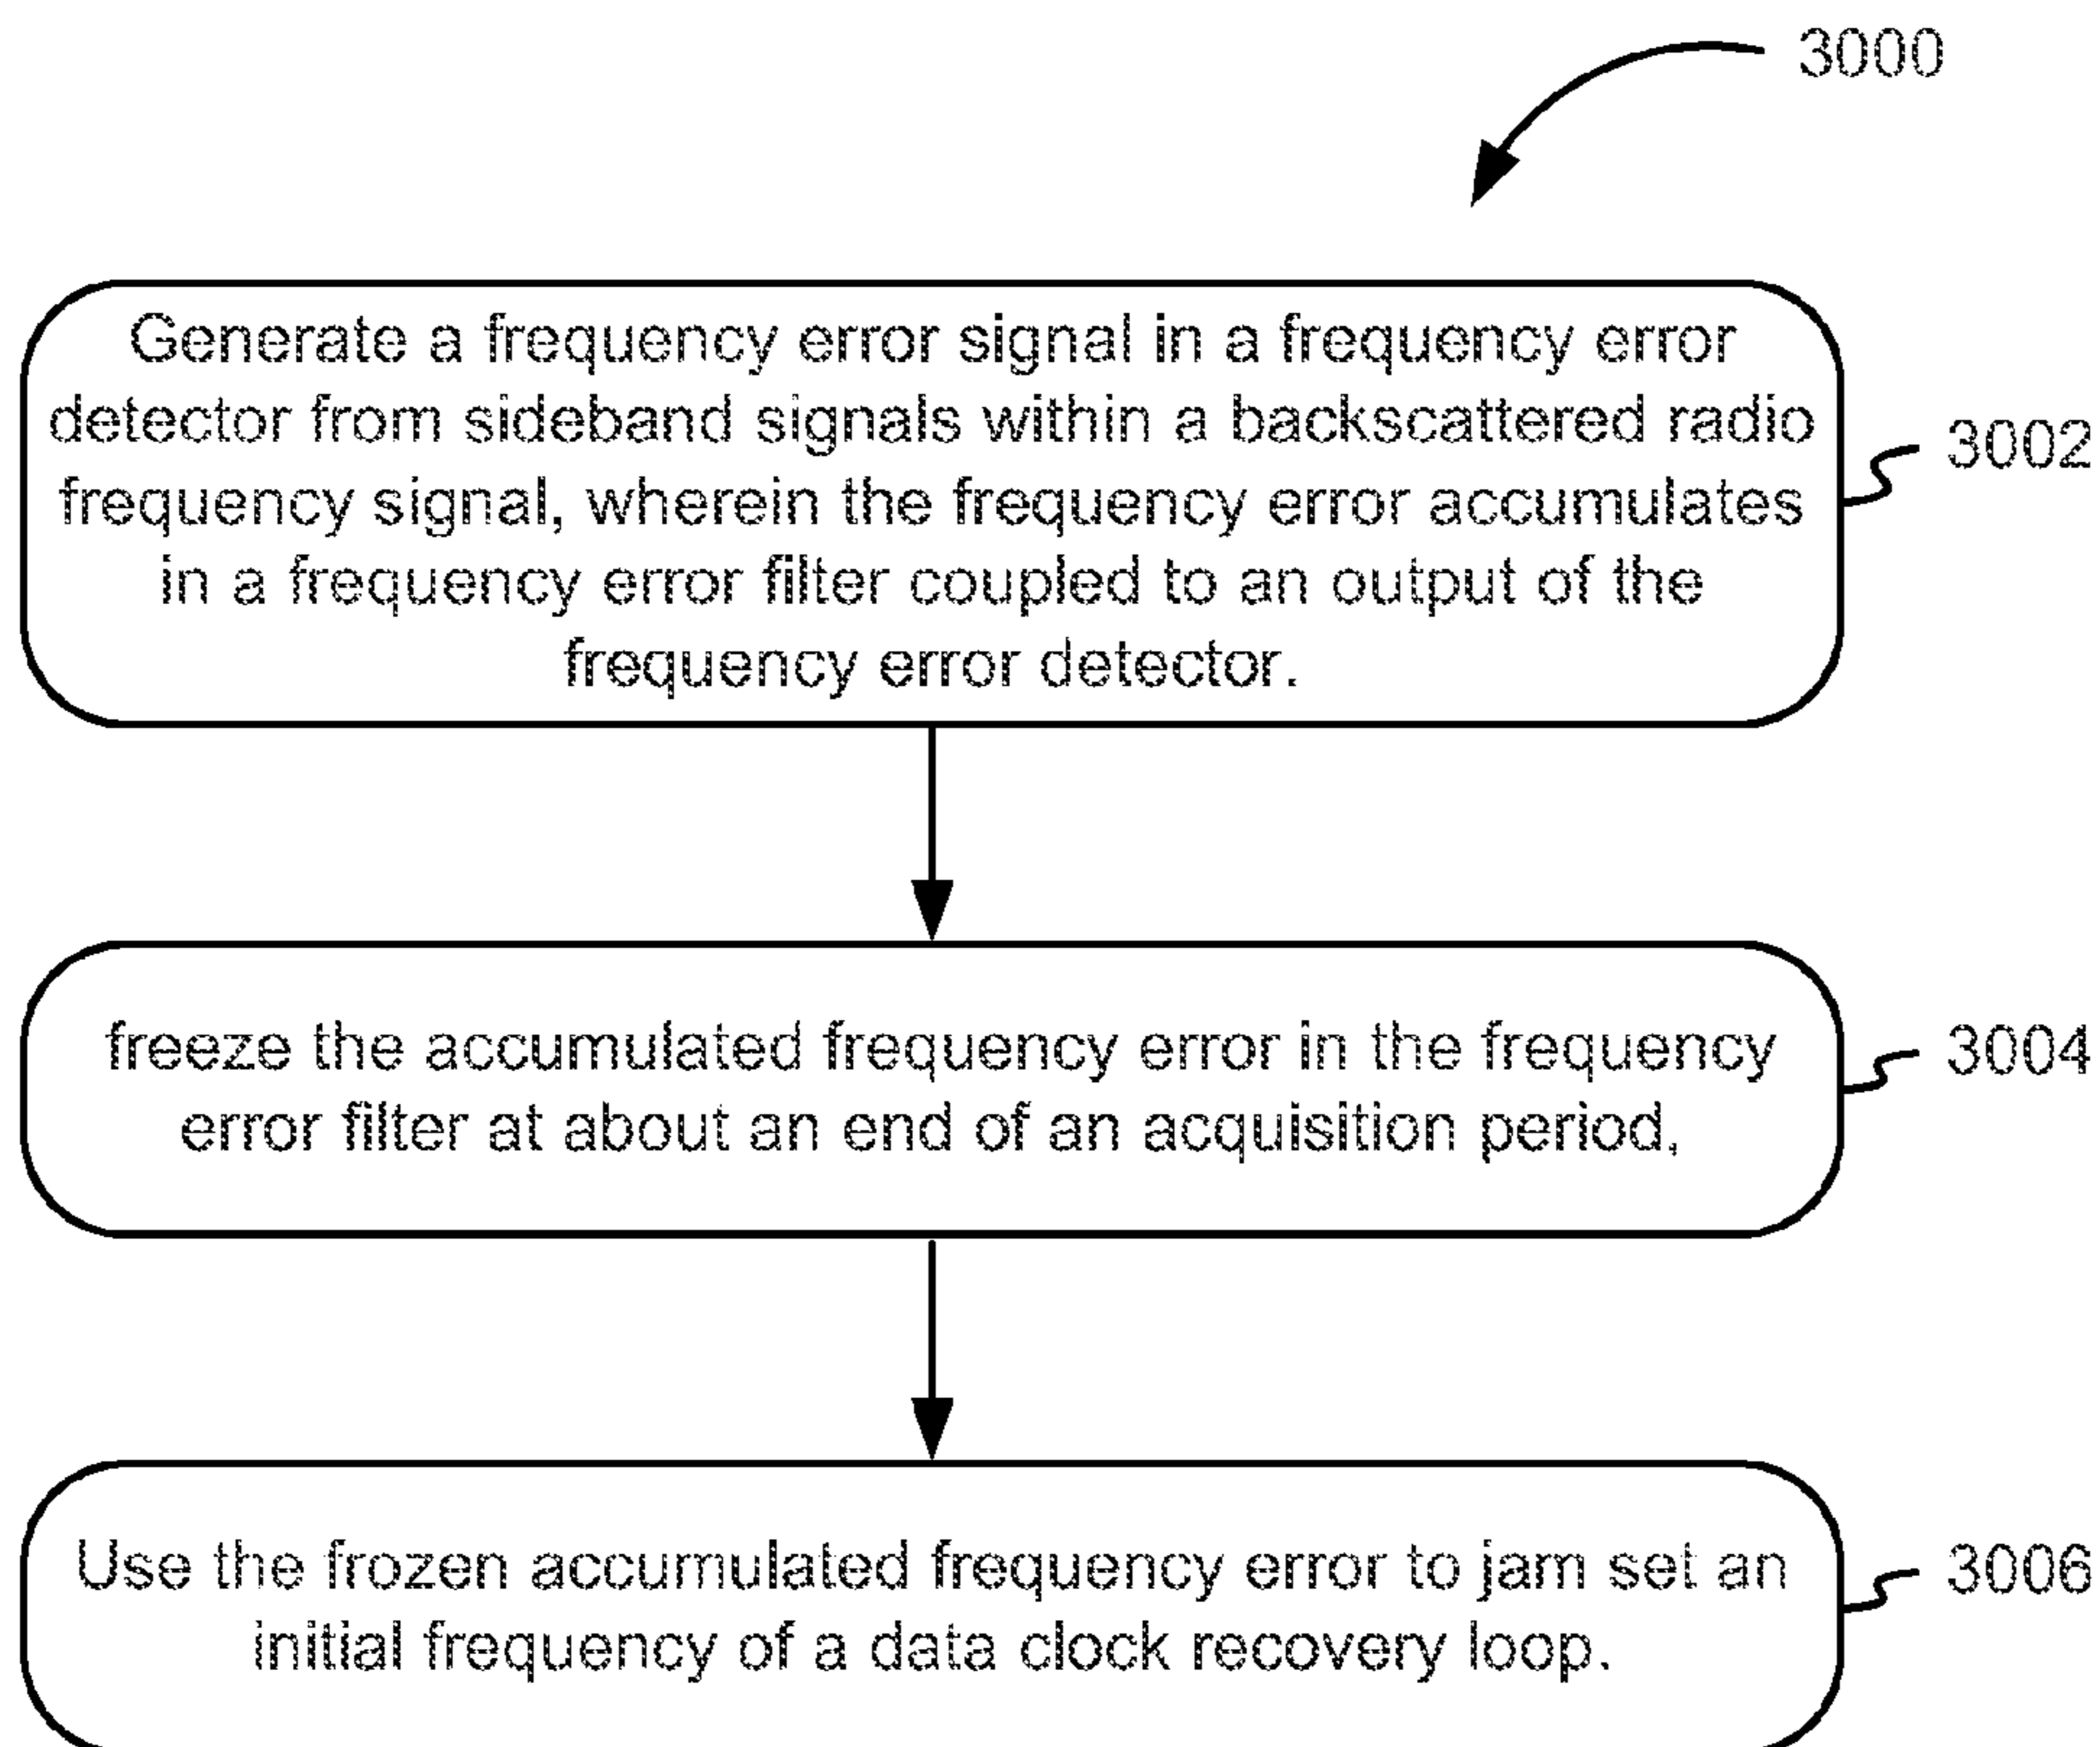 3000
Generate a frequency error signal in a frequency error
detector from sideband signals within a backscattered radio
frequency signal, wherein the frequency error accumulates
in a frequency error filter coupled to an output of the
frequency error detector.
3002
freeze the accumulated frequency error in the frequency
error filter at about an end of an acquisition period,
3004
Use the frozen accumulated frequency error to jam set an
initial frequency of a data clock recovery loop.
3006